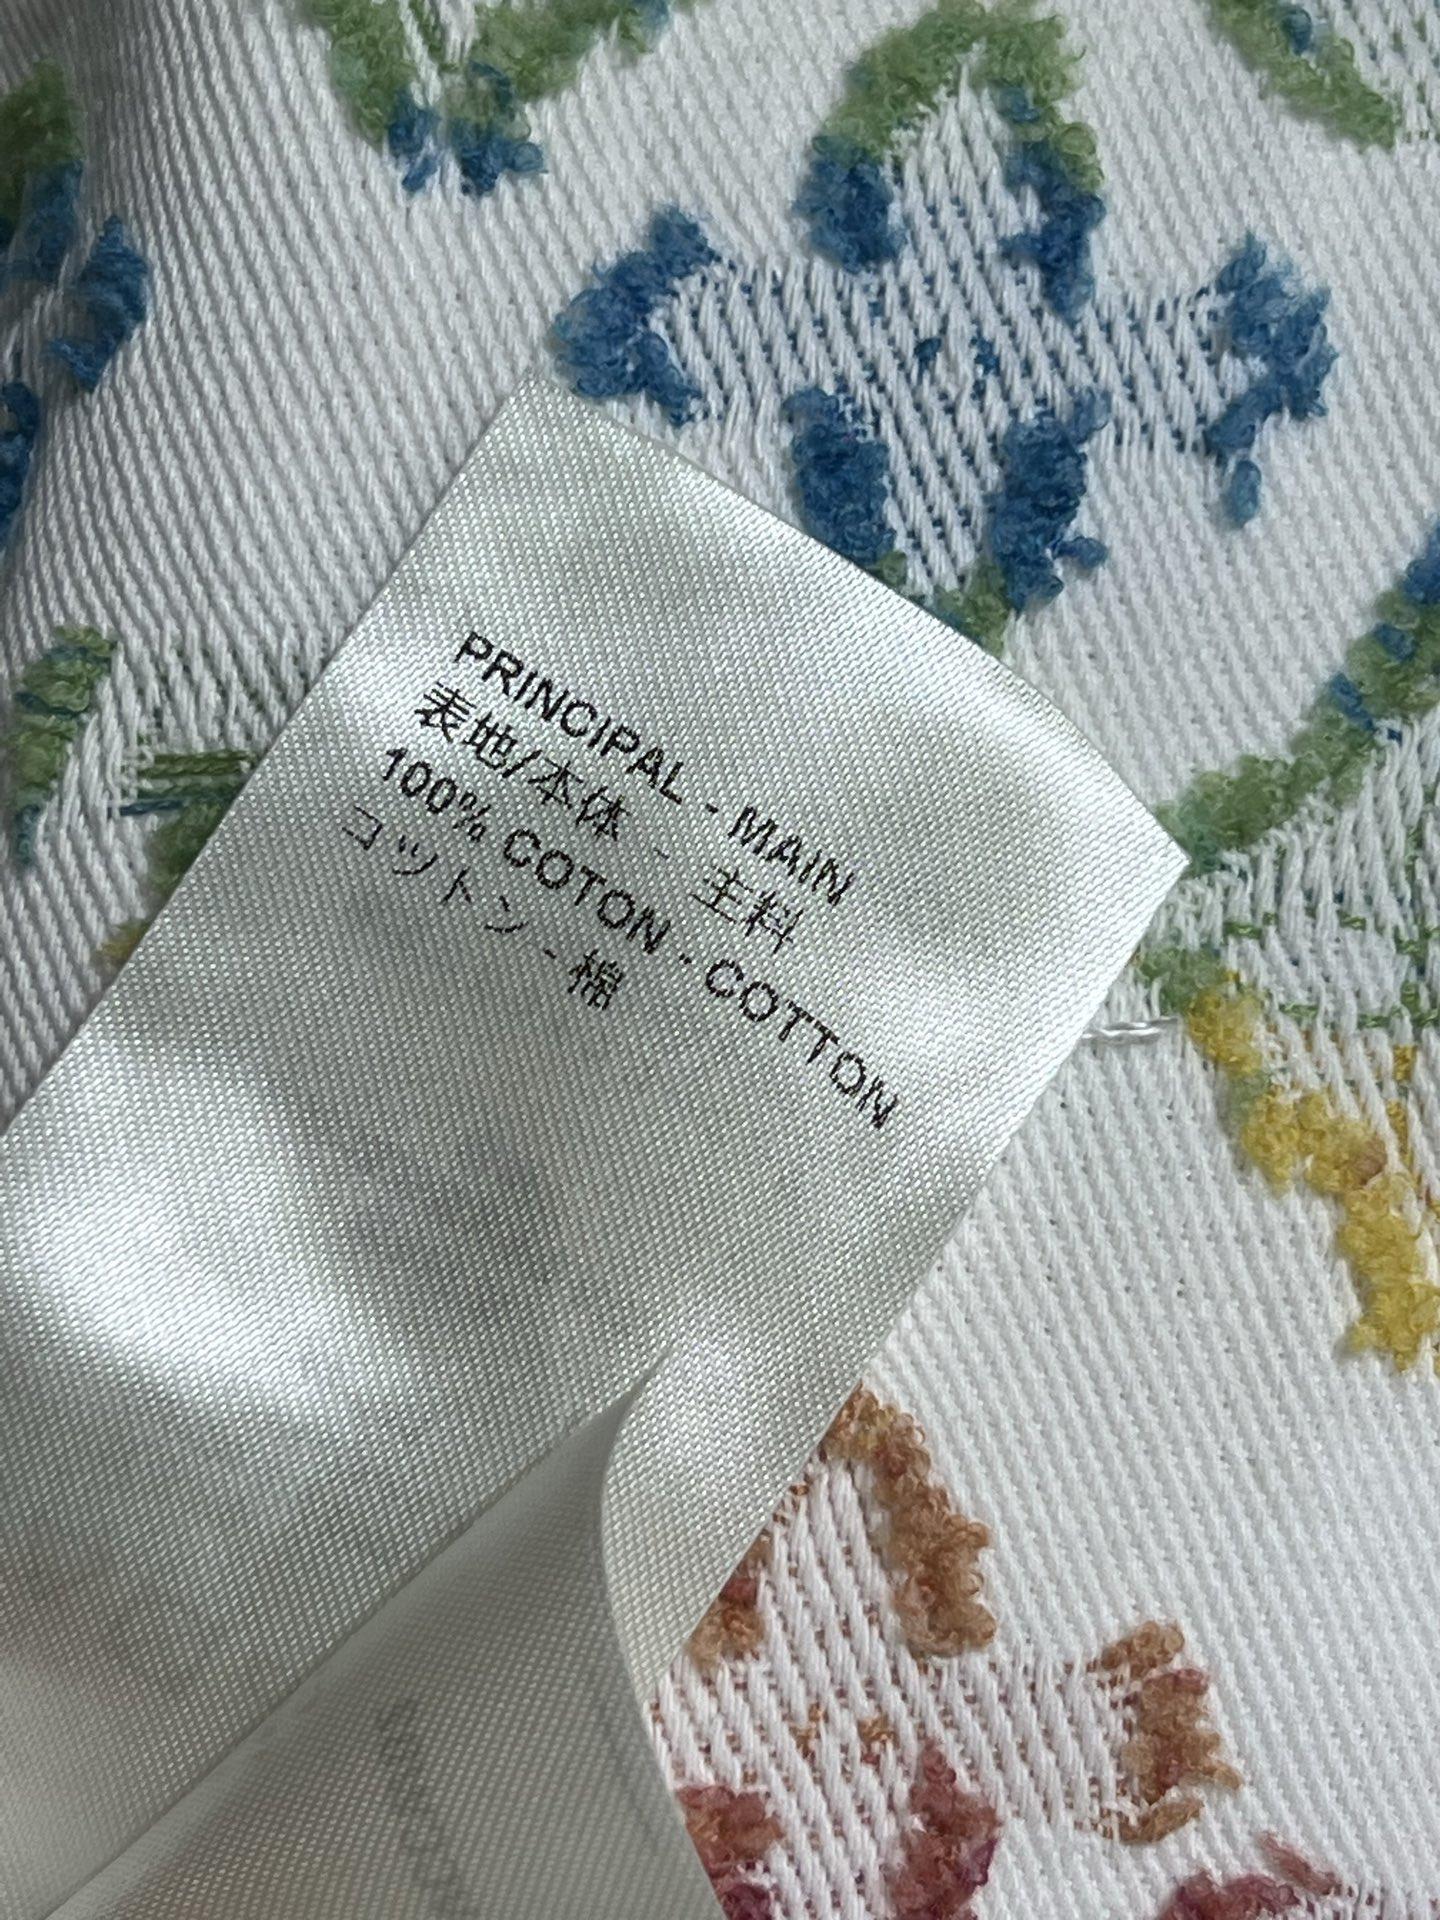 PRINCIPAL - MAIN
表地/本体 - 主料
100% COTON - COTTON
コットン - 棉